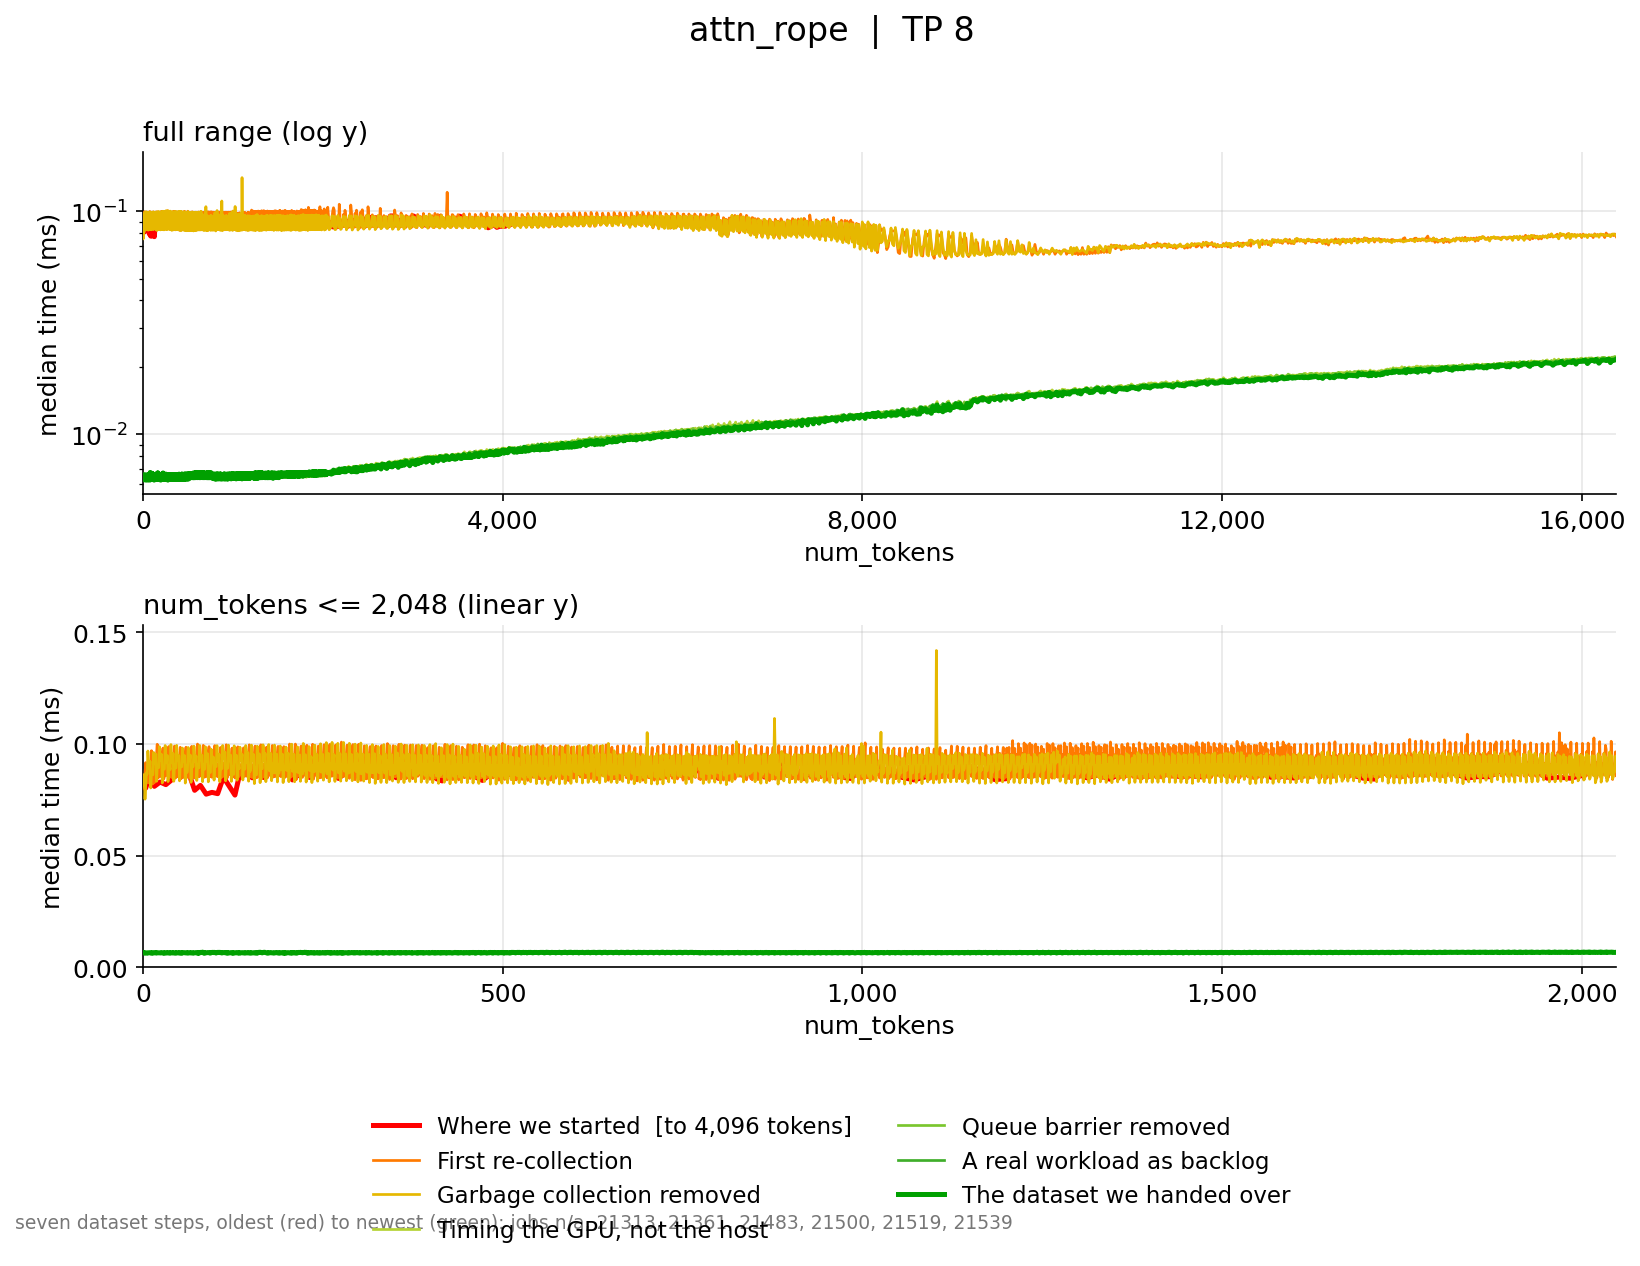 attn_rope | TP 8
full range (log y)
median time (ms)
10⁻¹
10⁻²
0
4,000
8,000
12,000
16,000
num_tokens
num_tokens <= 2,048 (linear y)
median time (ms)
0.15
0.10
0.05
0.00
0
500
1,000
1,500
2,000
num_tokens
Where we started [to 4,096 tokens]
First re-collection
Garbage collection removed
Timing the GPU, not the host
Queue barrier removed
A real workload as backlog
The dataset we handed over
seven dataset steps, oldest (red) to newest (green); jobs n/a, 21313, 21361, 21483, 21500, 21519, 21539